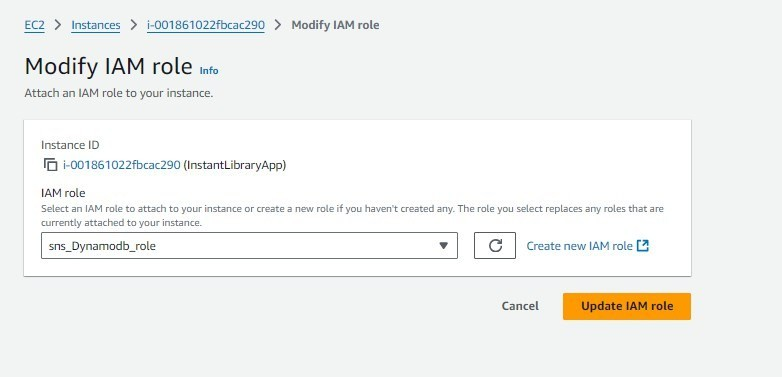 EC2 > Instances > i-001861022fbcac290 > Modify IAM role
Modify IAM role Info
Attach an IAM role to your instance.
Instance ID
i-001861022fbcac290 (InstantLibraryApp)
IAM role
Select an IAM role to attach to your instance or create a new role if you haven't created any. The role you select replaces any roles that are
currently attached to your instance.
sns_Dynamodb_role
Create new IAM role
Cancel
Update IAM role